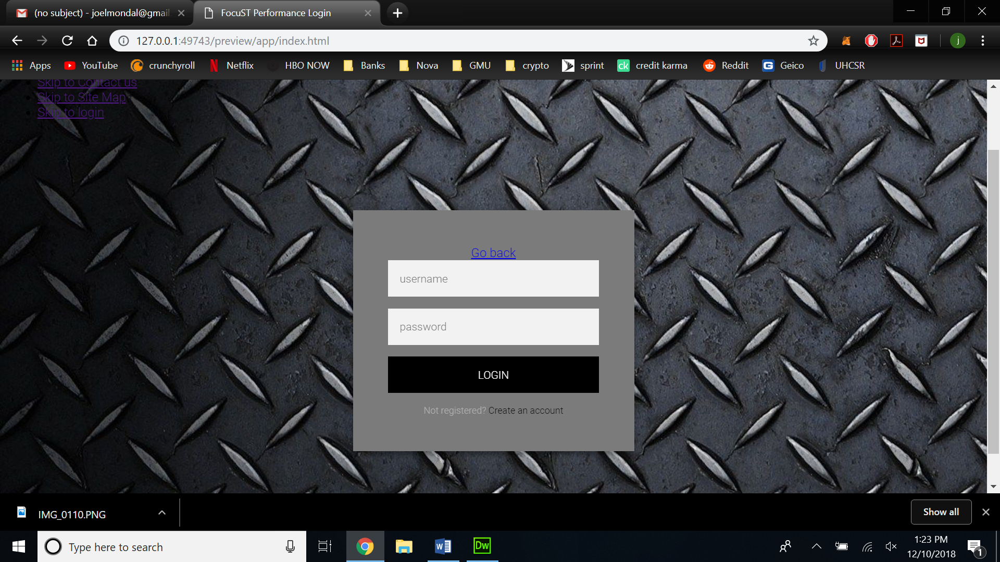 (no subject) - joelmondal@gmail
FocuST Performance Login
127.0.0.1:49743/preview/app/index.html
j
Apps YouTube crunchyroll Netflix HBO NOW Banks Nova GMU crypto sprint ck credit karma Reddit G Geico UHCSR
Skip to Contact us
Skip to Site Map
Skip to login
Go back
username
password
LOGIN
Not registered? Create an account
IMG_0110.PNG
Show all
Type here to search
W
Dw
1:23 PM
12/10/2018
1